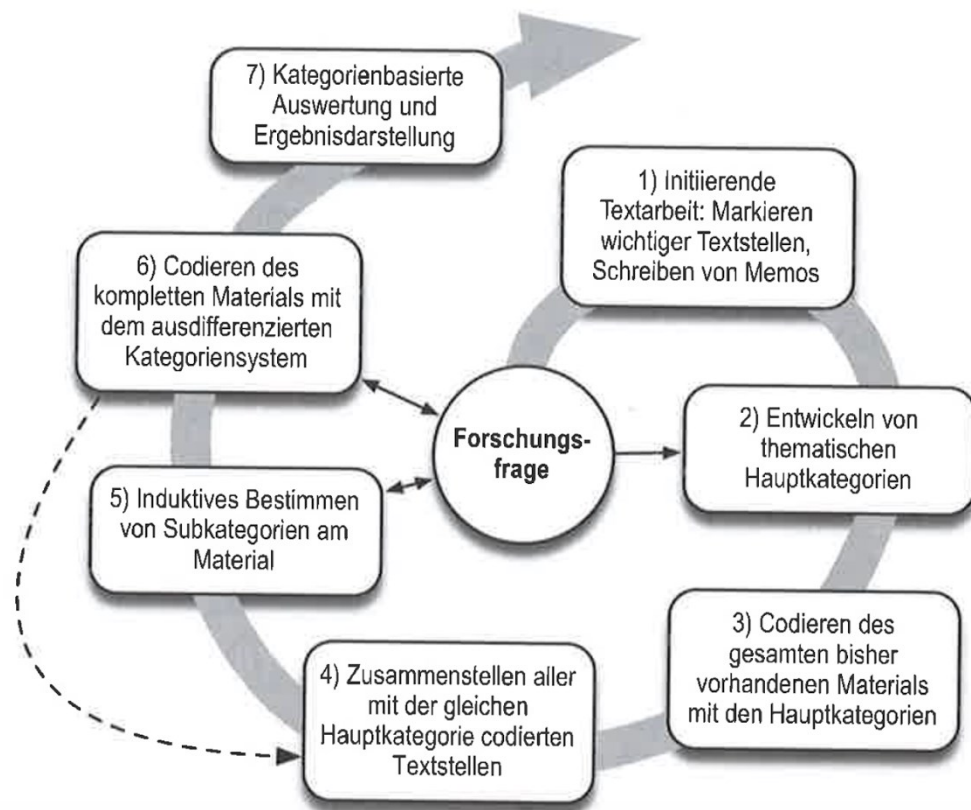 7) Kategorienbasierte
Auswertung und
Ergebnisdarstellung
1) Initiierende
Textarbeit: Markieren
wichtiger Textstellen,
Schreiben von Memos
6) Codieren des
kompletten Materials mit
dem ausdifferenzierten
Kategoriensystem
Forschungs-
frage
2) Entwickeln von
thematischen
Hauptkategorien
5) Induktives Bestimmen
von Subkategorien am
Material
3) Codieren des
gesamten bisher
vorhandenen Materials
mit den Hauptkategorien
4) Zusammenstellen aller
mit der gleichen
Hauptkategorie codierten
Textstellen